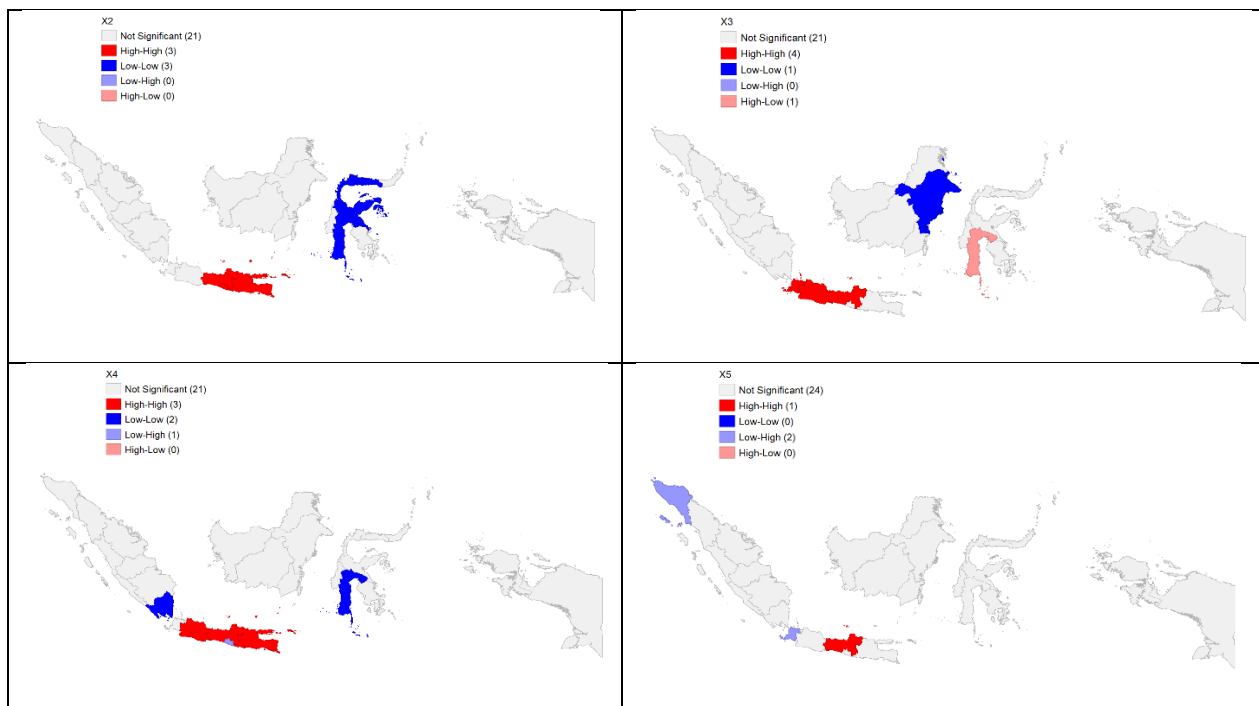 X2
Not Significant (21)
High-High (3)
Low-Low (3)
Low-High (0)
High-Low (0)
X3
Not Significant (21)
High-High (4)
Low-Low (1)
Low-High (0)
High-Low (1)
X4
Not Significant (21)
High-High (3)
Low-Low (2)
Low-High (1)
High-Low (0)
X5
Not Significant (24)
High-High (1)
Low-Low (0)
Low-High (2)
High-Low (0)